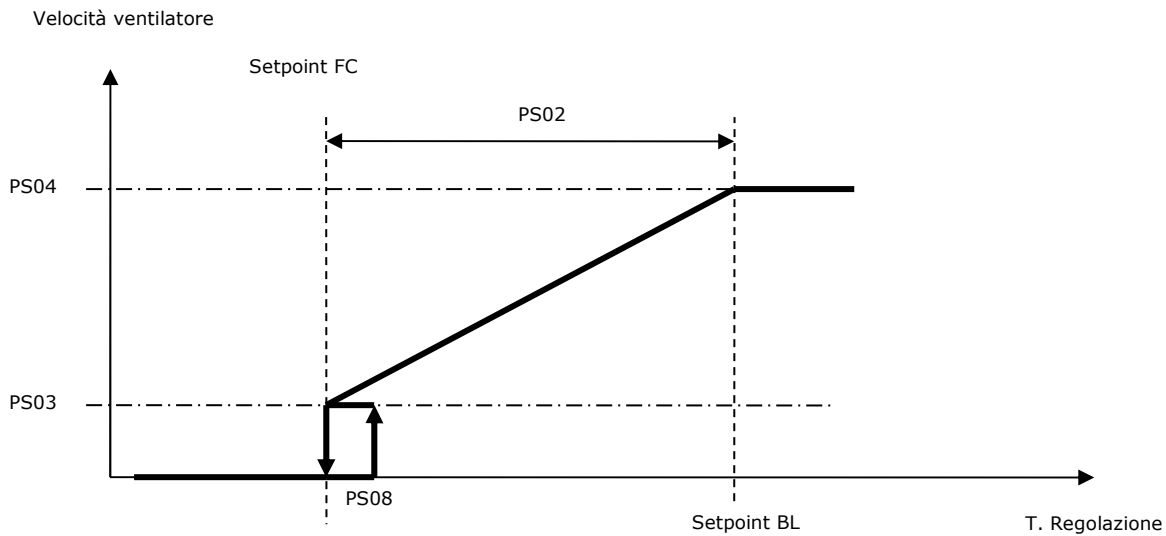 Velocità ventilatore
Setpoint FC
PS02
PS04
PS03
PS08
Setpoint BL
T. Regolazione